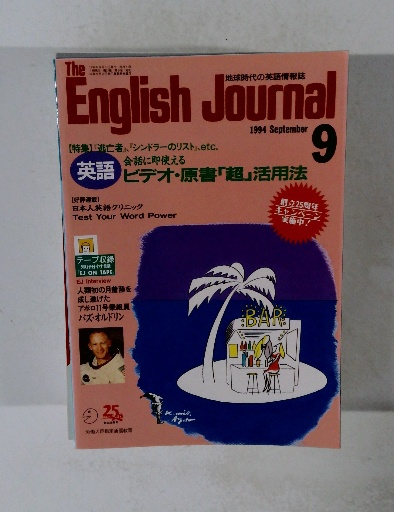 The
English Journal
地球時代の英語情報誌
1994 September
9
【特集】『逃亡者』、『シンドラーのリスト』、etc.
英語
会話に即使える
ビデオ・原書「超」活用法
創立25周年
キャンペーン
実施中!
【好評連載】
日本人英語クリニック
Test Your Word Power
テープ収録
EJ ON TAPE
EJ Interview
人類初の月着陸を
成し遂げた
アポロ11号乗組員
バズ・オルドリン
BAR
25